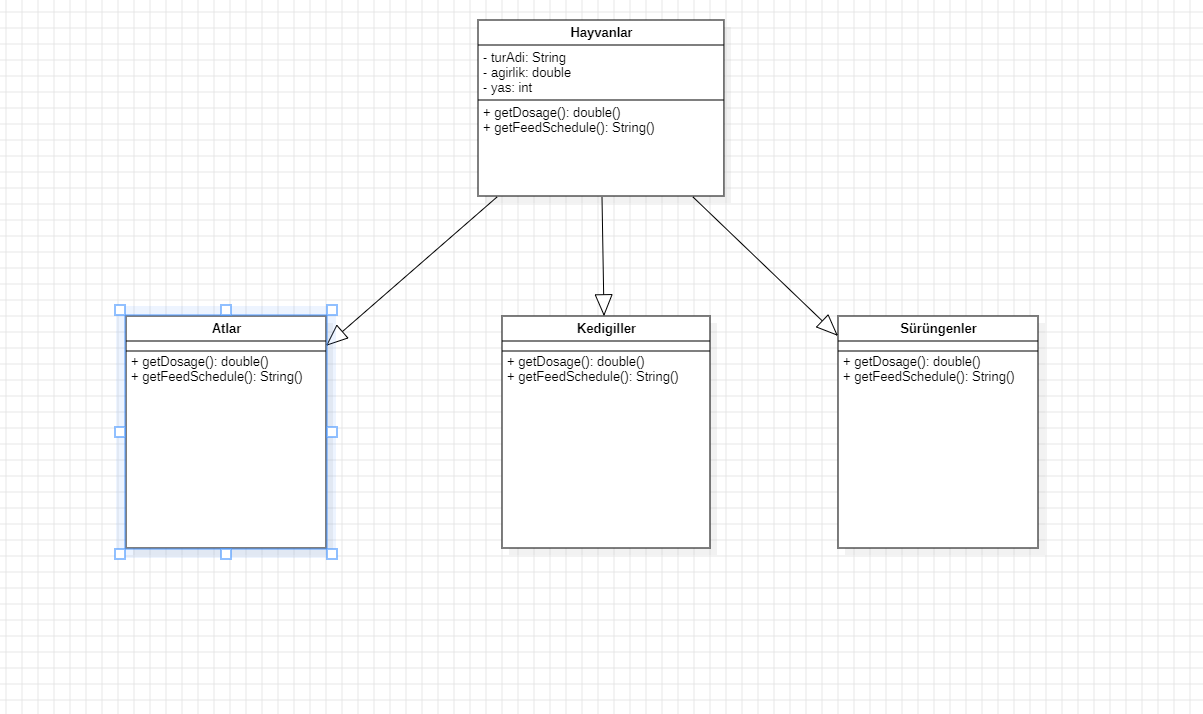 Hayvanlar
- turAdi: String
- agirlik: double
- yas: int
+ getDosage(): double()
+ getFeedSchedule(): String()
Atlar
+ getDosage(): double()
+ getFeedSchedule(): String()
Kedigiller
+ getDosage(): double()
+ getFeedSchedule(): String()
Sürüngenler
+ getDosage(): double()
+ getFeedSchedule(): String()